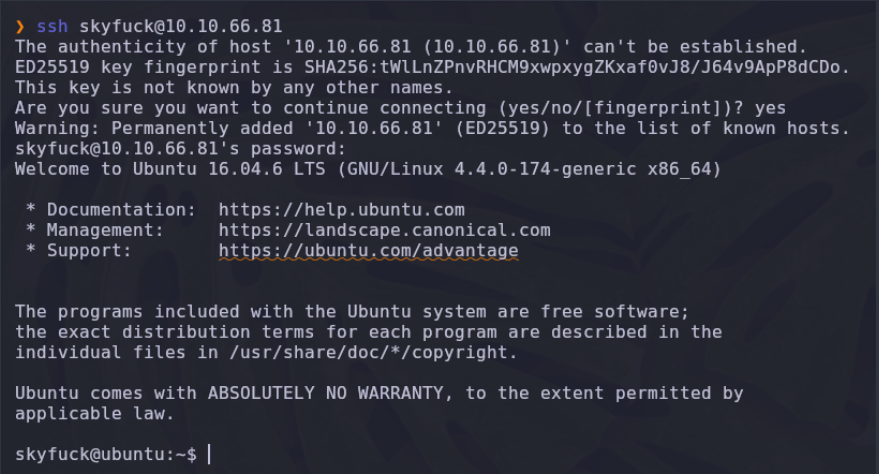 ❯ ssh skyfuck@10.10.66.81
The authenticity of host '10.10.66.81 (10.10.66.81)' can't be established.
ED25519 key fingerprint is SHA256:tWlLnZPnvRHCM9xwpxygZKxaf0vJ8/J64v9ApP8dCDo.
This key is not known by any other names.
Are you sure you want to continue connecting (yes/no/[fingerprint])? yes
Warning: Permanently added '10.10.66.81' (ED25519) to the list of known hosts.
skyfuck@10.10.66.81's password:
Welcome to Ubuntu 16.04.6 LTS (GNU/Linux 4.4.0-174-generic x86_64)
* Documentation:  https://help.ubuntu.com
* Management:     https://landscape.canonical.com
* Support:        https://ubuntu.com/advantage
The programs included with the Ubuntu system are free software;
the exact distribution terms for each program are described in the
individual files in /usr/share/doc/*/copyright.
Ubuntu comes with ABSOLUTELY NO WARRANTY, to the extent permitted by
applicable law.
skyfuck@ubuntu:~$